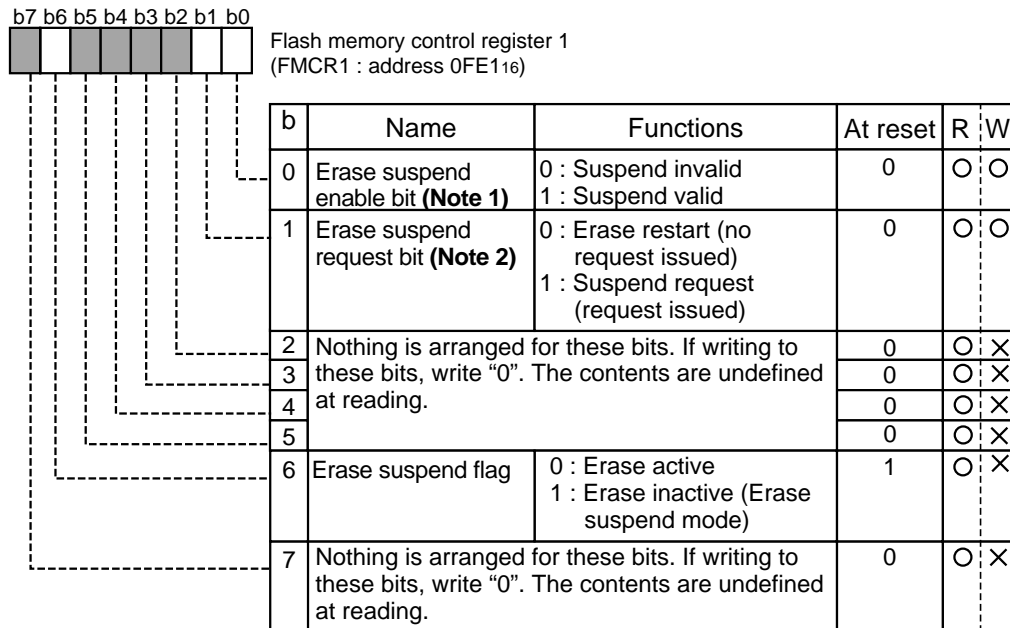 b7 b6 b5 b4 b3 b2 b1 b0
Flash memory control register 1
(FMCR1 : address 0FE116)
b Name Functions At reset R W
0 Erase suspend enable bit (Note 1) 0 : Suspend invalid 0 O O
1 : Suspend valid
1 Erase suspend request bit (Note 2) 0 : Erase restart (no 0 O O
request issued)
1 : Suspend request
(request issued)
2 Nothing is arranged for these bits. If writing to 0 O ×
3 these bits, write “0”. The contents are undefined 0 O ×
4 at reading. 0 O ×
5 0 O ×
6 Erase suspend flag 0 : Erase active 1 O ×
1 : Erase inactive (Erase
suspend mode)
7 Nothing is arranged for these bits. If writing to 0 O ×
these bits, write “0”. The contents are undefined
at reading.